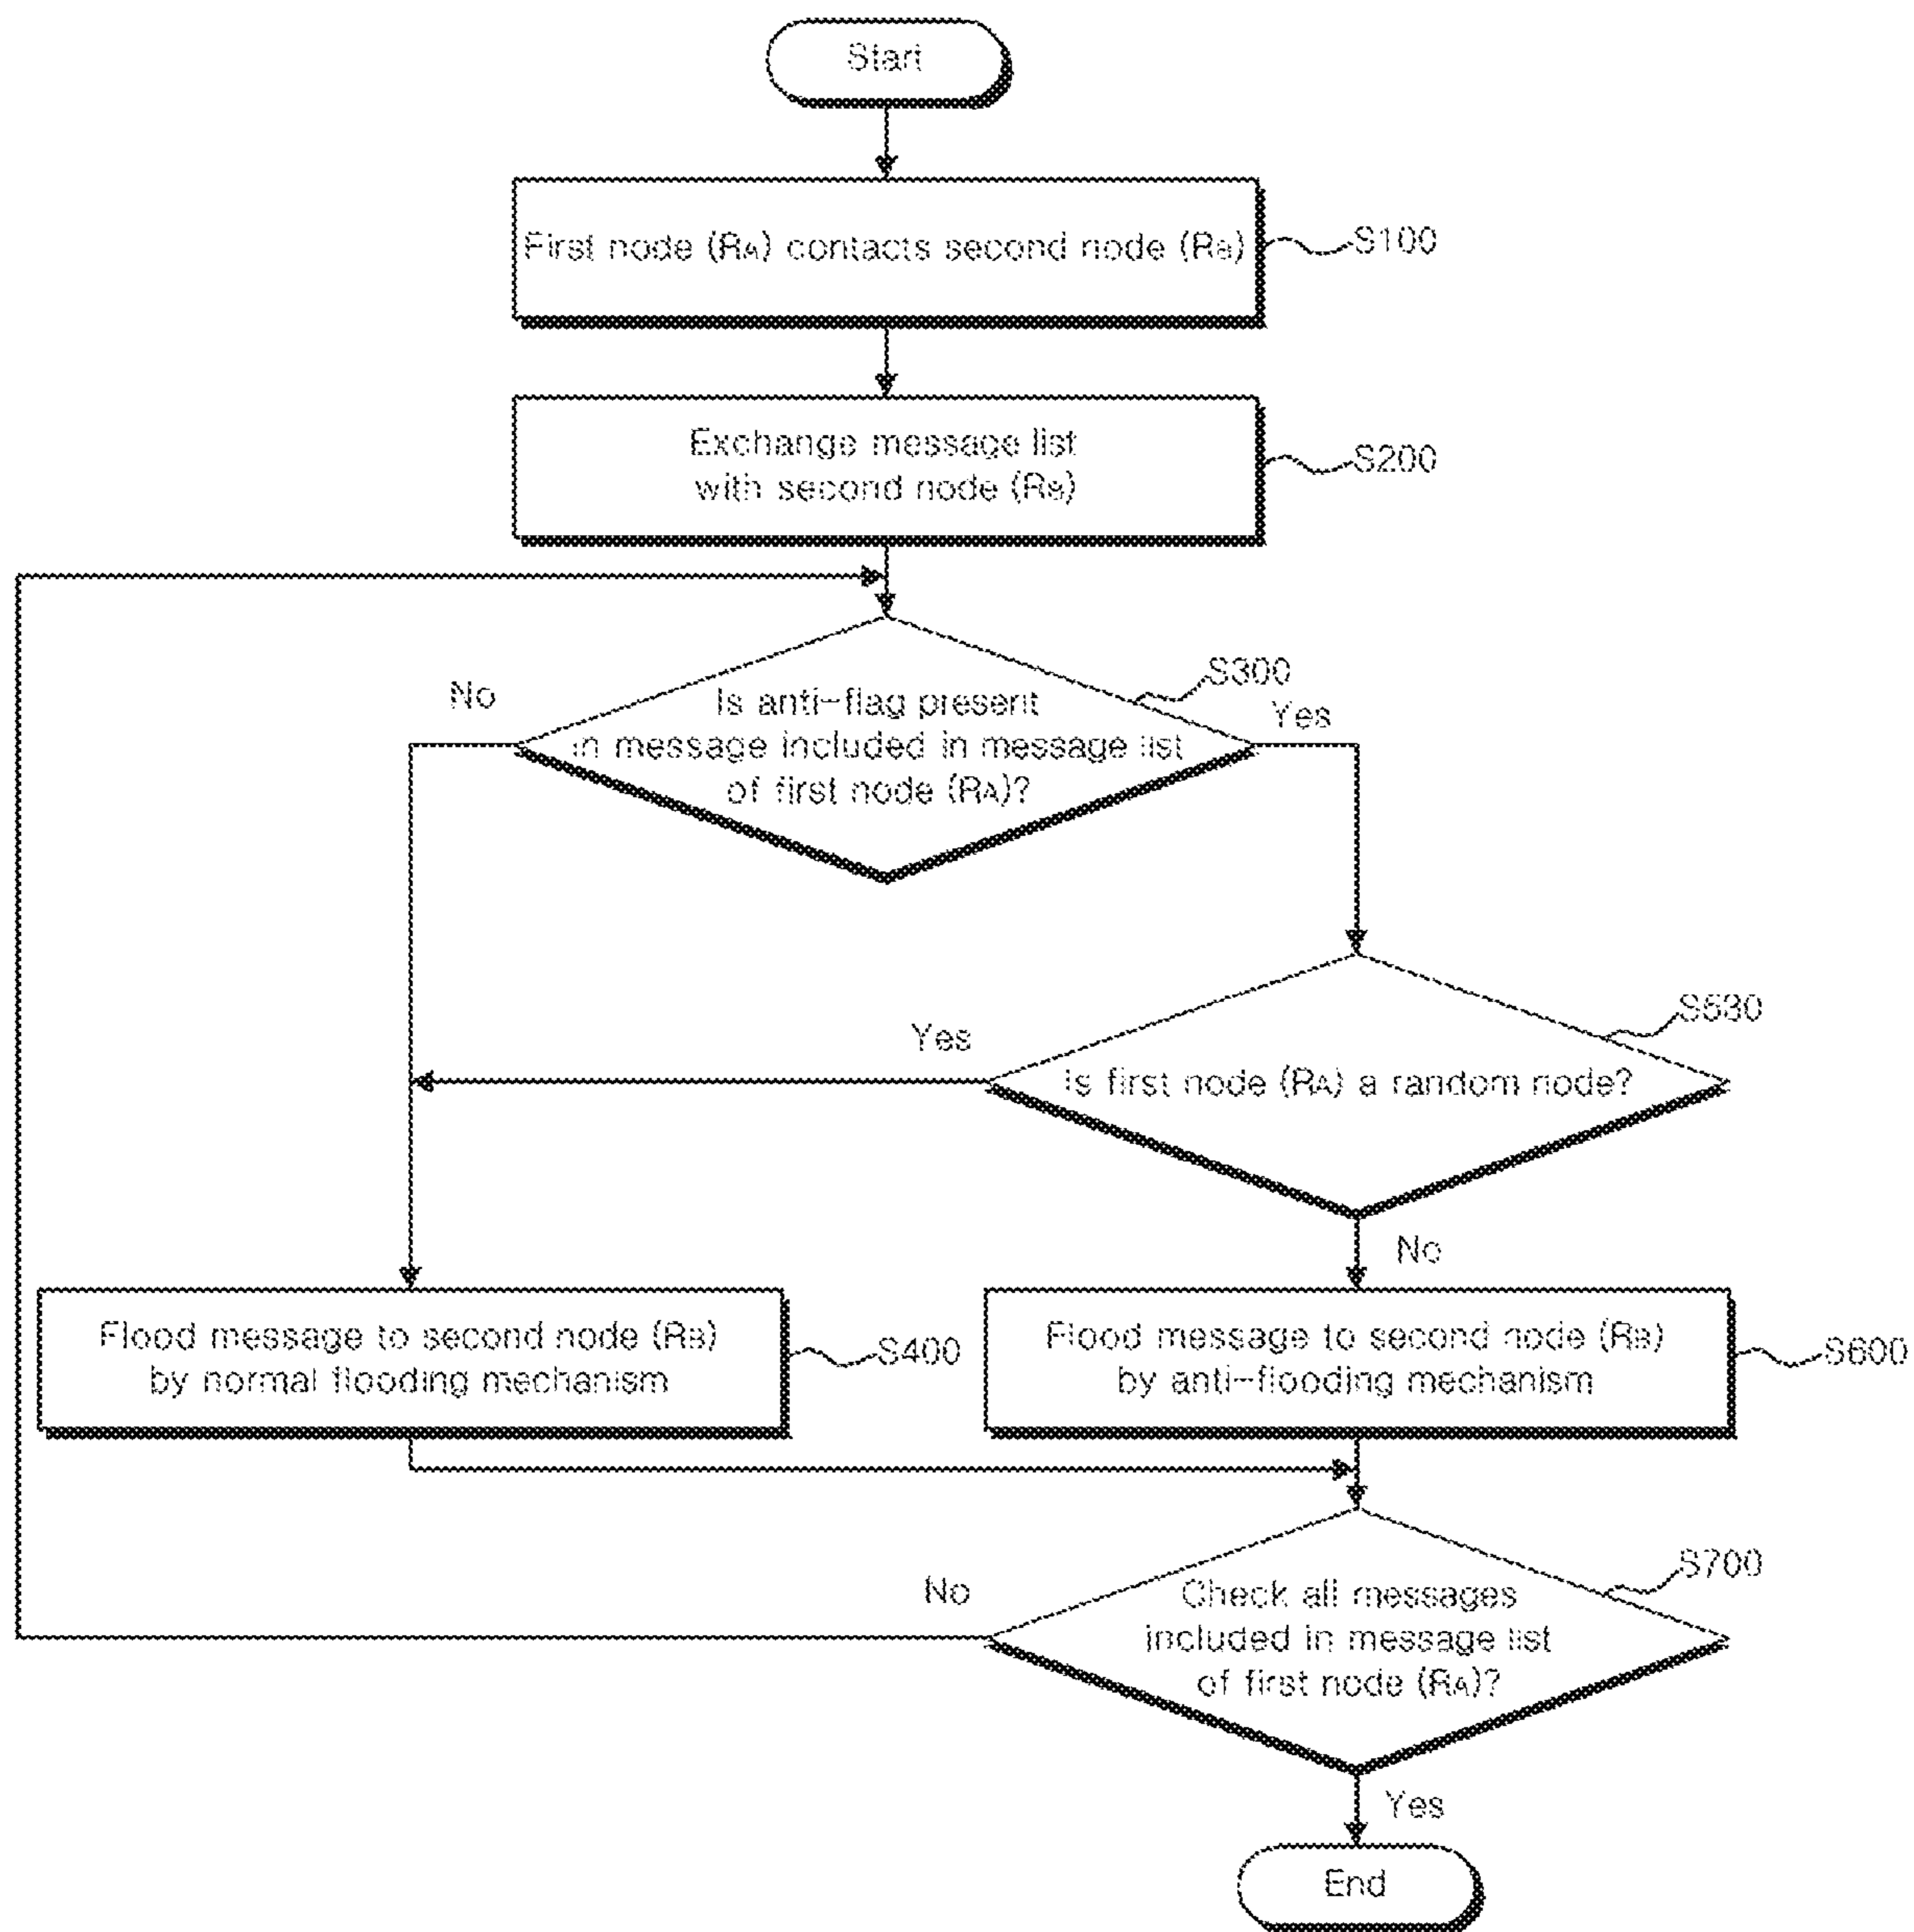 Start
First node (RA) contacts second node (RB)
S100
Exchange message list
with second node (RB)
S200
No
S300
Yes
Is anti-flag present
in message included in message list
of first node (RA)?
S530
Yes
Is first node (RA) a random node?
No
Flood message to second node (RB)
by normal flooding mechanism
S400
Flood message to second node (RB)
by anti-flooding mechanism
S600
S700
No
Check all messages
included in message list
of first node (RA)?
Yes
End